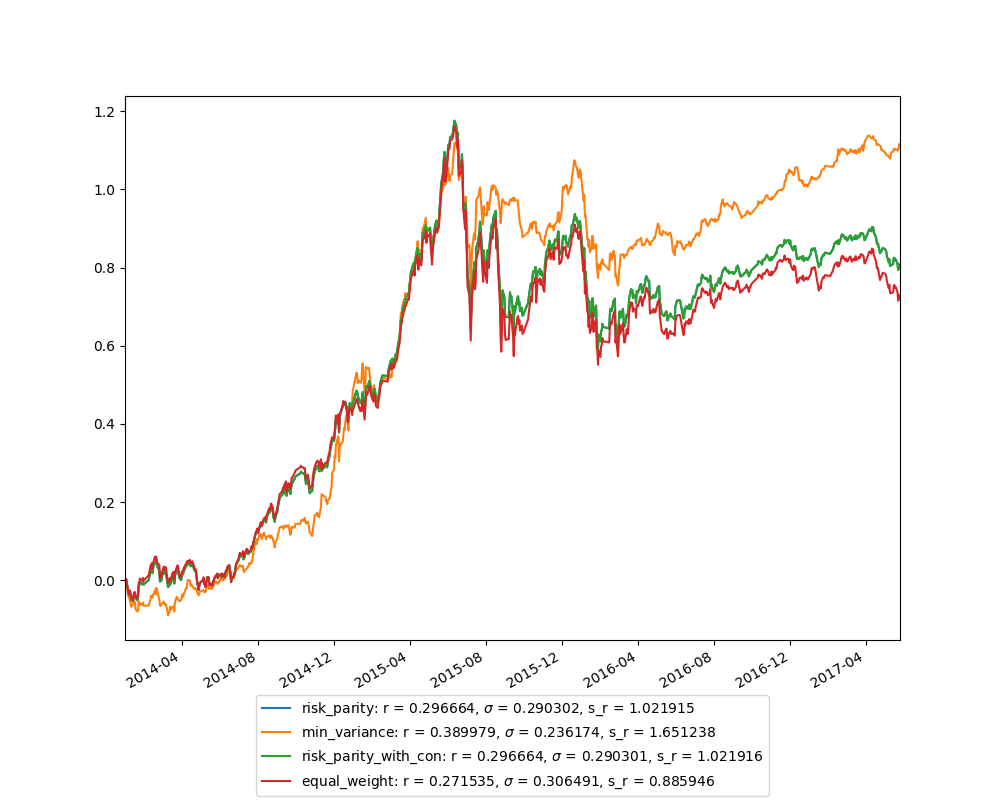 1.2
1.0
0.8
0.6
0.4
0.2
0.0
2014-04 2014-08 2014-12 2015-04 2015-08 2015-12 2016-04 2016-08 2016-12 2017-04
risk_parity: r = 0.296664, σ = 0.290302, s_r = 1.021915
min_variance: r = 0.389979, σ = 0.236174, s_r = 1.651238
risk_parity_with_con: r = 0.296664, σ = 0.290301, s_r = 1.021916
equal_weight: r = 0.271535, σ = 0.306491, s_r = 0.885946